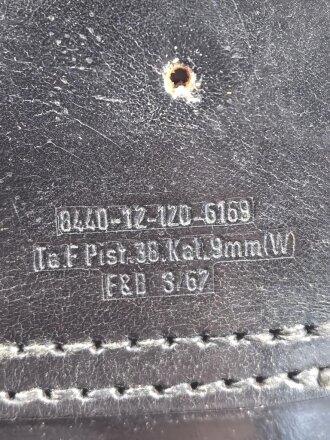 8440-12-120-6169
Ta.F Pist.38.Kal.9mm(W)
F&B 3/67